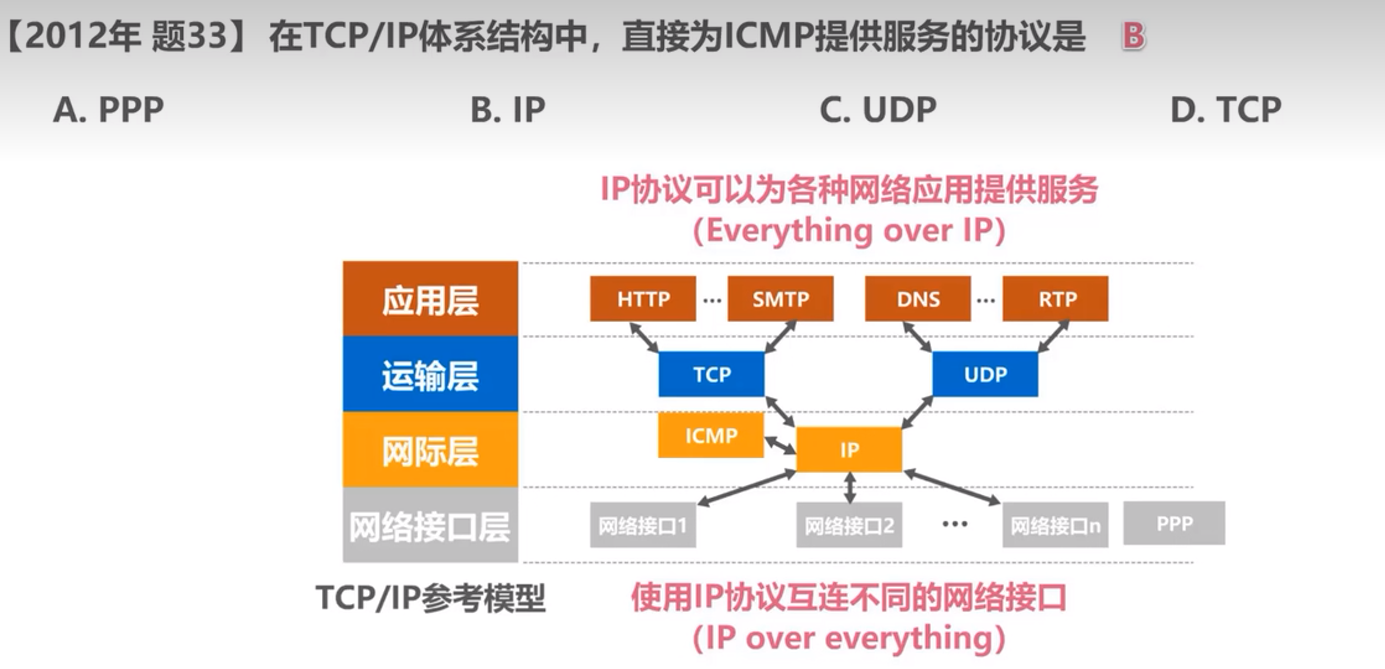 【2012年 题33】 在TCP/IP体系结构中，直接为ICMP提供服务的协议是 B
A. PPP B. IP C. UDP D. TCP
IP协议可以为各种网络应用提供服务
（Everything over IP）
应用层 HTTP ··· SMTP DNS ··· RTP
运输层 TCP UDP
网际层 ICMP IP
网络接口层 网络接口1 网络接口2 ··· 网络接口n PPP
TCP/IP参考模型 使用IP协议互连不同的网络接口
（IP over everything）